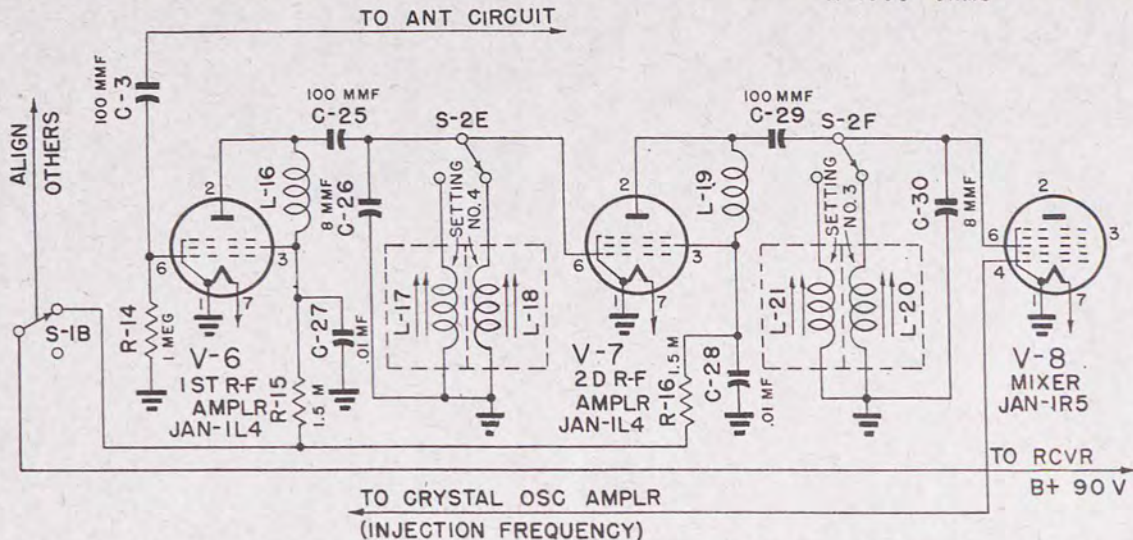 TO ANT CIRCUIT
100 MMF
C-3
ALIGN
OTHERS
S-1B
R-14
1 MEG
6
2
3
7
V-6
1ST R-F
AMPLR
JAN-1L4
L-16
100 MMF
C-25
8 MMF
C-26
C-27
.01 MF
R-15
1.5 M
S-2E
SETTING
NO. 4
L-17
L-18
6
2
3
7
V-7
2D R-F
AMPLR
JAN-1L4
L-19
R-16
1.5 M
C-28
.01 MF
100 MMF
C-29
S-2F
SETTING
NO. 3
L-21
L-20
C-30
8 MMF
2
6
4
3
7
V-8
MIXER
JAN-1R5
TO RCVR
B+ 90 V
TO CRYSTAL OSC AMPLR
(INJECTION FREQUENCY)